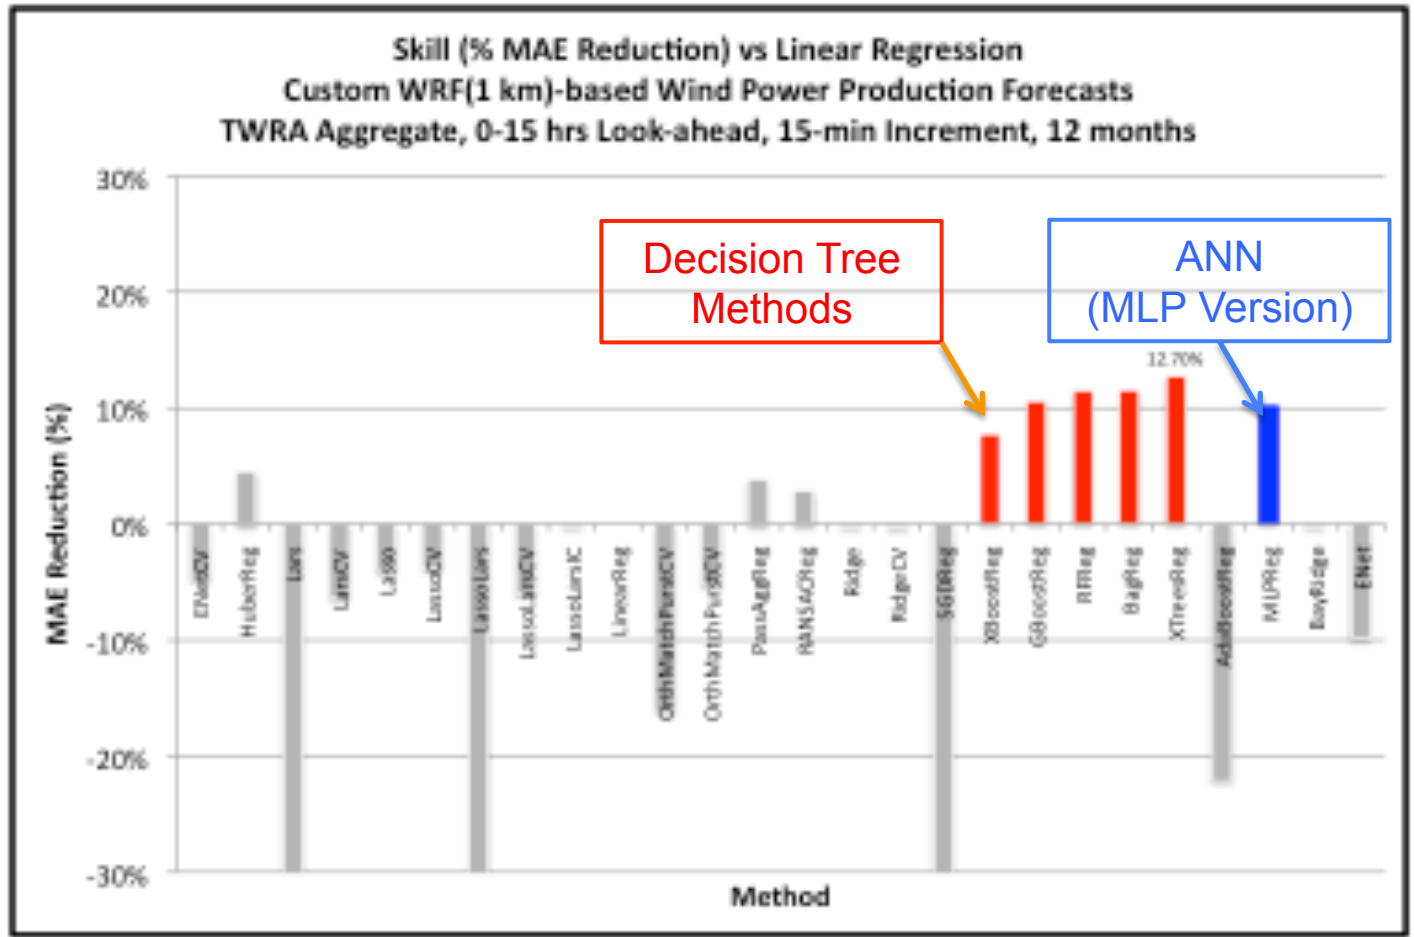 Skill (% MAE Reduction) vs Linear Regression
Custom WRF(1 km)-based Wind Power Production Forecasts
TWRA Aggregate, 0-15 hrs Look-ahead, 15-min Increment, 12 months
30%
20%
10%
0%
-10%
-20%
-30%
MAE Reduction (%)
Decision Tree
Methods
ANN
(MLP Version)
12.70%
ENetCV
HuberReg
Lars
LarsCV
Lasso
LassoCV
LassoLars
LassoLarsCV
LassoLarsIC
LinearReg
OrthMatchPurstCV
PassAggReg
RANSACReg
Ridge
RidgeCV
SGDReg
XBoostReg
GBoostReg
RFReg
BagReg
XTreesReg
AdaBoostReg
MLPReg
BayRidge
ENet
Method